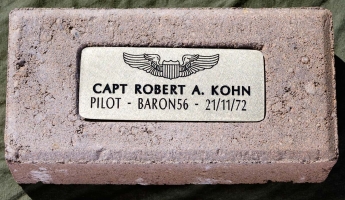 CAPT ROBERT A. KOHN
PILOT - BARON56 - 21/11/72